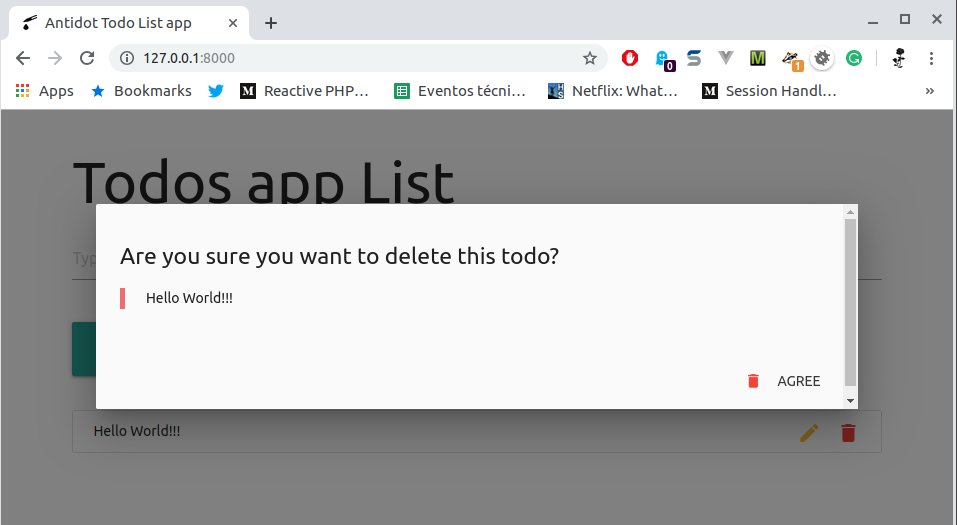 Antidot Todo List app
127.0.0.1:8000
0
1
Apps
Bookmarks
Reactive PHP…
Eventos técni…
Netflix: What…
Session Handl…
»
Todos app List
Typ
Are you sure you want to delete this todo?
Hello World!!!
AGREE
Hello World!!!